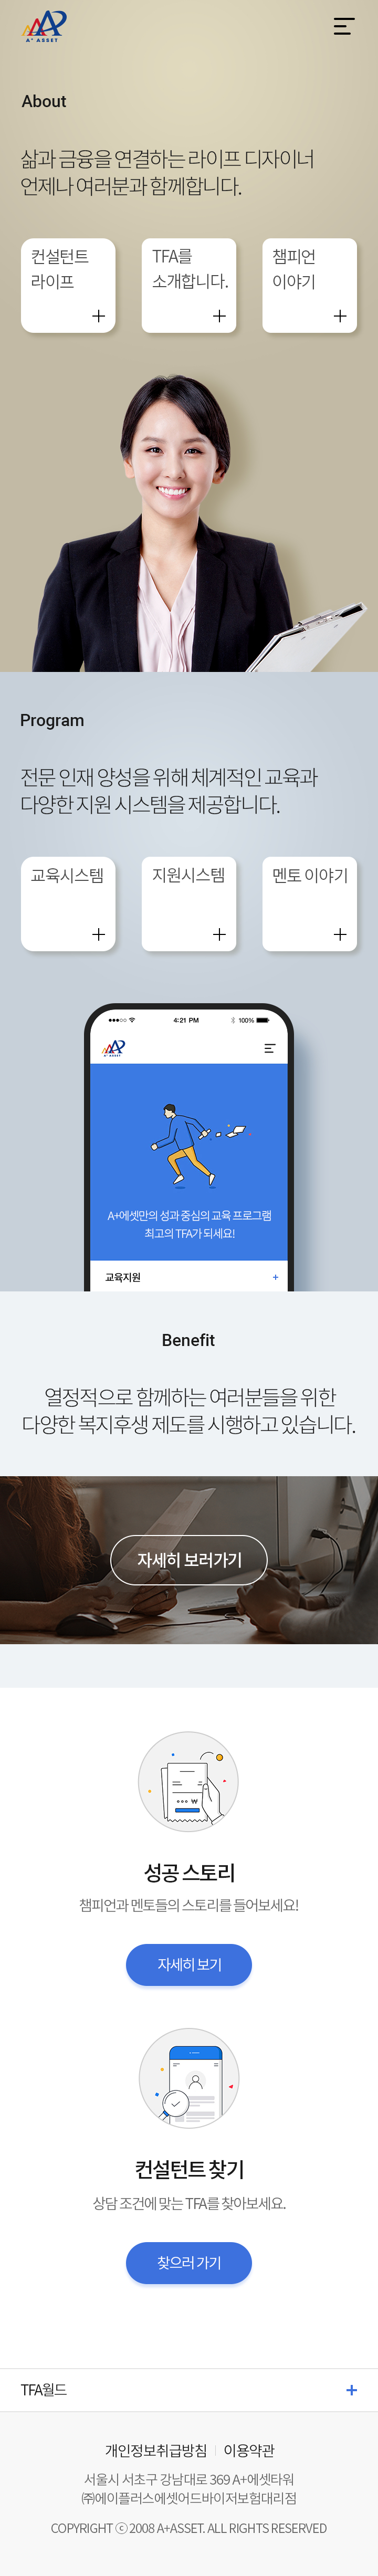 A+ ASSET
About
삶과 금융을 연결하는 라이프 디자이너
언제나 여러분과 함께합니다.
컨설턴트
라이프
TFA를
소개합니다.
챔피언
이야기
Program
전문 인재 양성을 위해 체계적인 교육과
다양한 지원 시스템을 제공합니다.
교육시스템
지원시스템
멘토 이야기
4:21 PM
100%
A+ ASSET
A+에셋만의 성과 중심의 교육 프로그램
최고의 TFA가 되세요!
교육지원
Benefit
열정적으로 함께하는 여러분들을 위한
다양한 복지후생 제도를 시행하고 있습니다.
자세히 보러가기
₩
성공 스토리
챔피언과 멘토들의 스토리를 들어보세요!
자세히 보기
컨설턴트 찾기
상담 조건에 맞는 TFA를 찾아보세요.
찾으러 가기
TFA월드
개인정보취급방침 | 이용약관
서울시 서초구 강남대로 369 A+에셋타워
㈜에이플러스에셋어드바이저보험대리점
COPYRIGHT ⓒ 2008 A+ASSET. ALL RIGHTS RESERVED